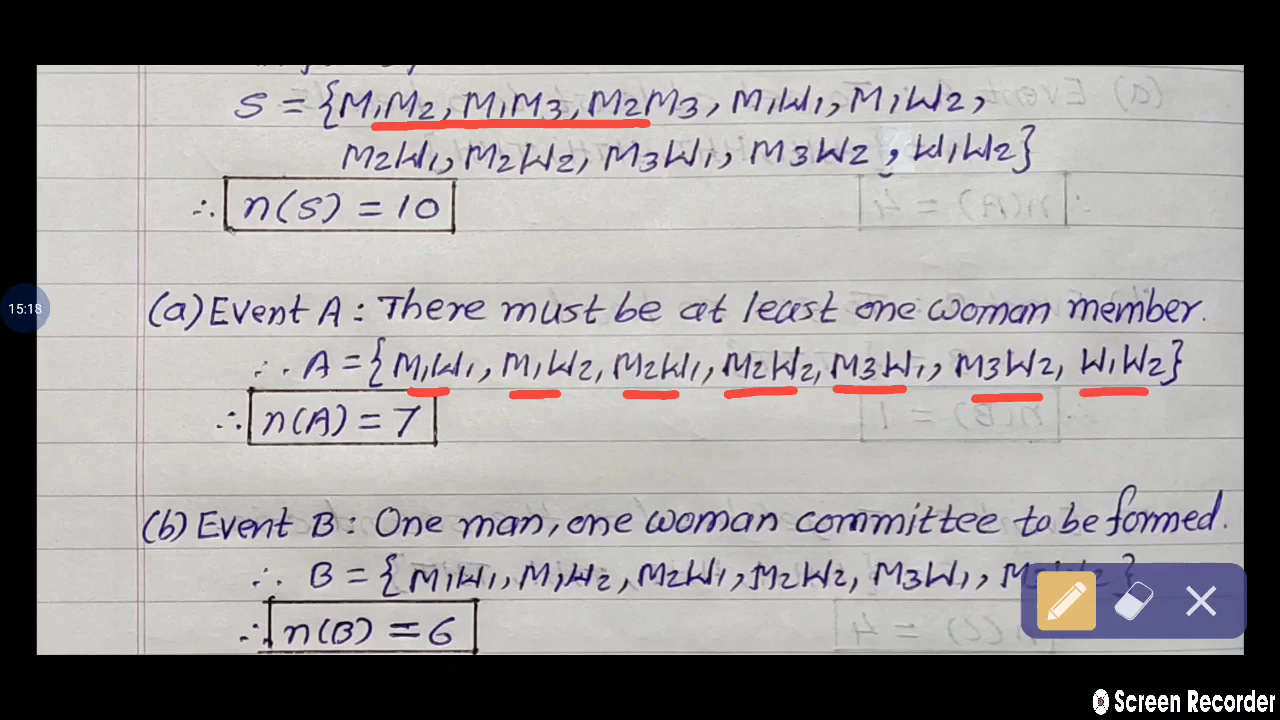 S = {M1M2, M1M3, M2M3, M1W1, M1W2,
M2W1, M2W2, M3W1, M3W2, W1W2}
∴ n(S) = 10
15:18
(a) Event A : There must be at least one woman member.
∴ A = {M1W1, M1W2, M2W1, M2W2, M3W1, M3W2, W1W2}
∴ n(A) = 7
(b) Event B : One man, one woman committee to be formed.
∴ B = {M1W1, M1W2, M2W1, M2W2, M3W1,
∴ n(B) = 6
Screen Recorder